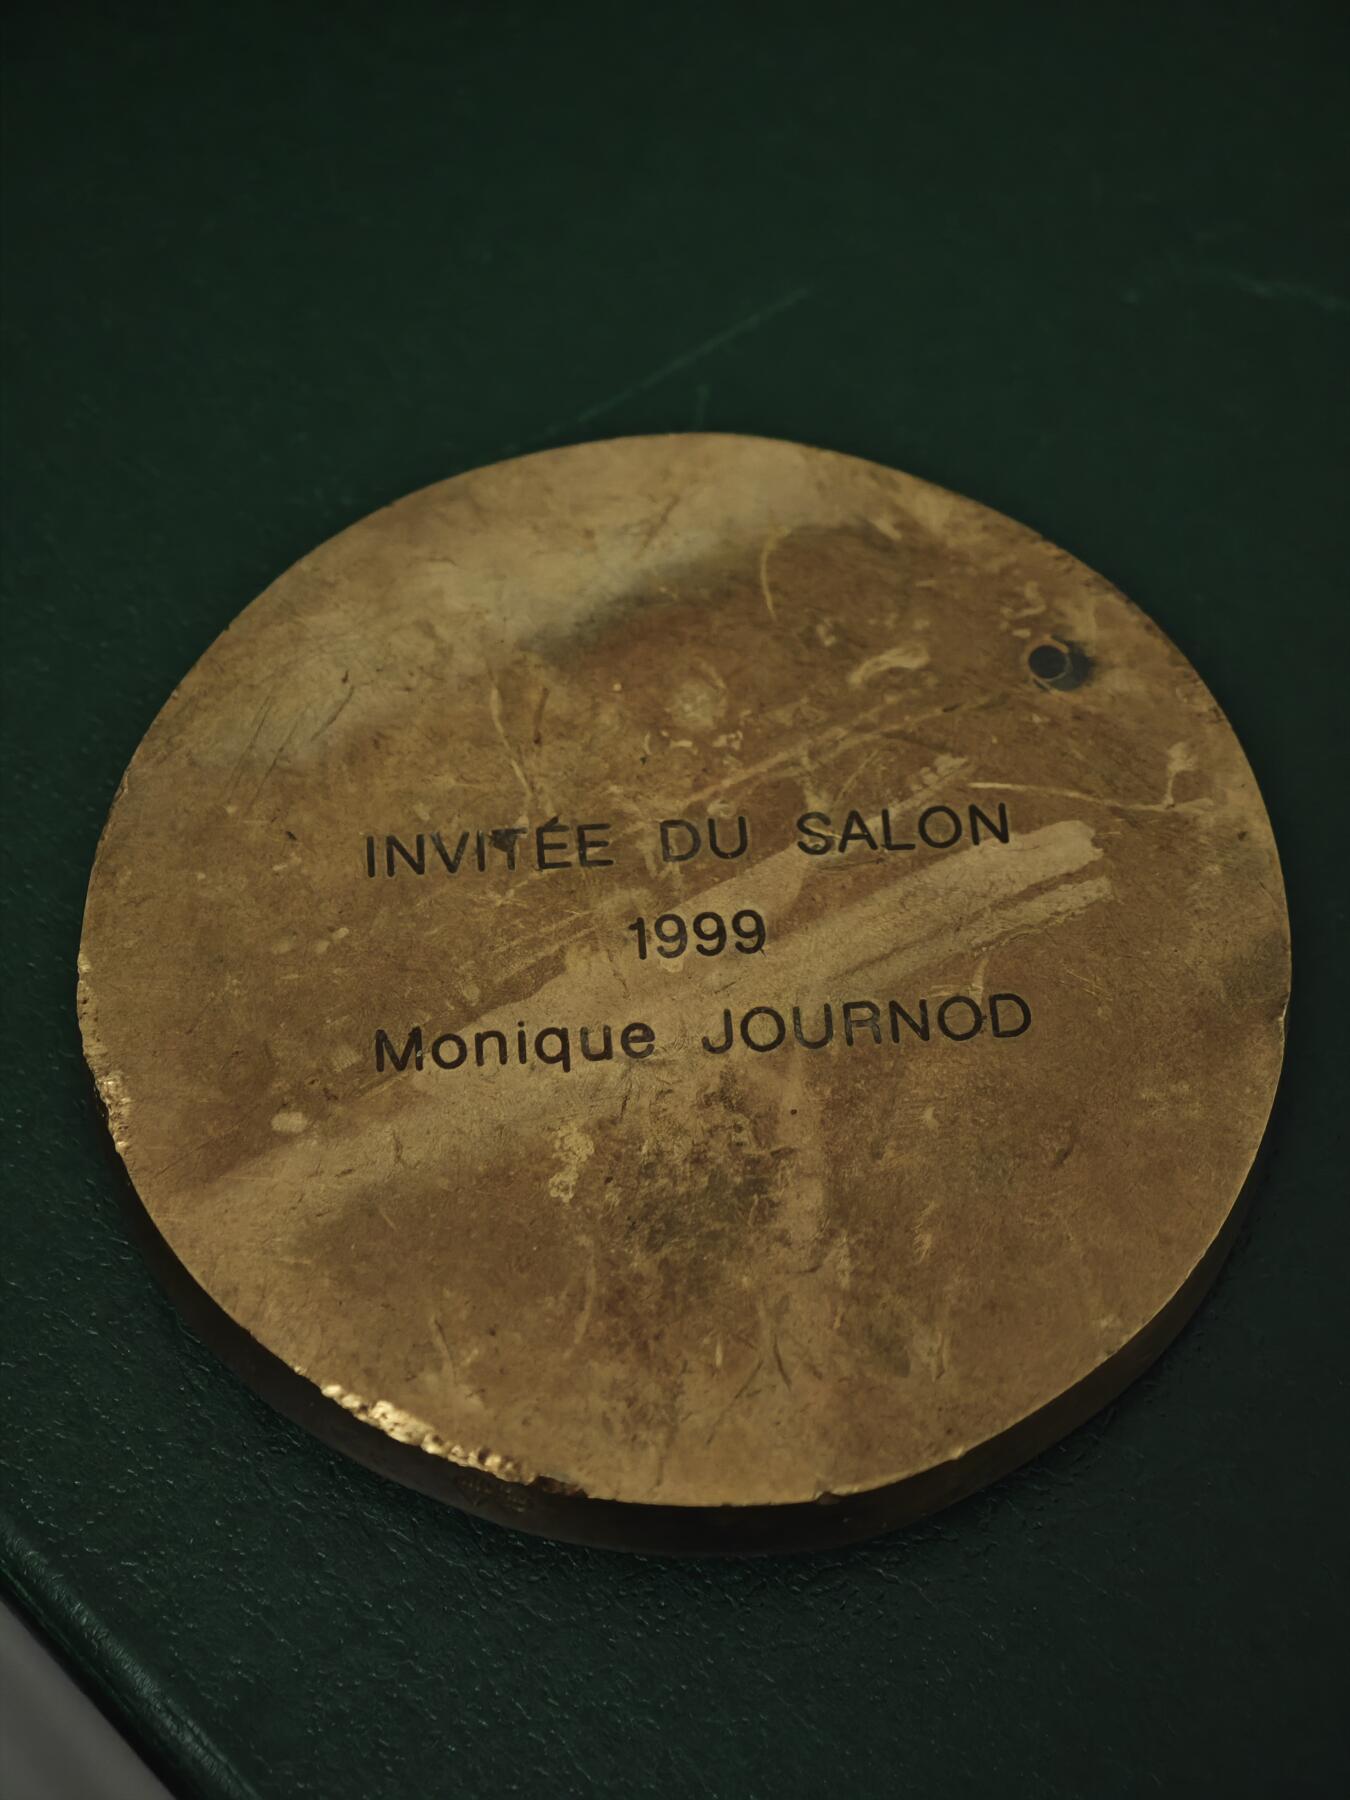 INVITÉE DU SALON
1999
Monique JOURNOD